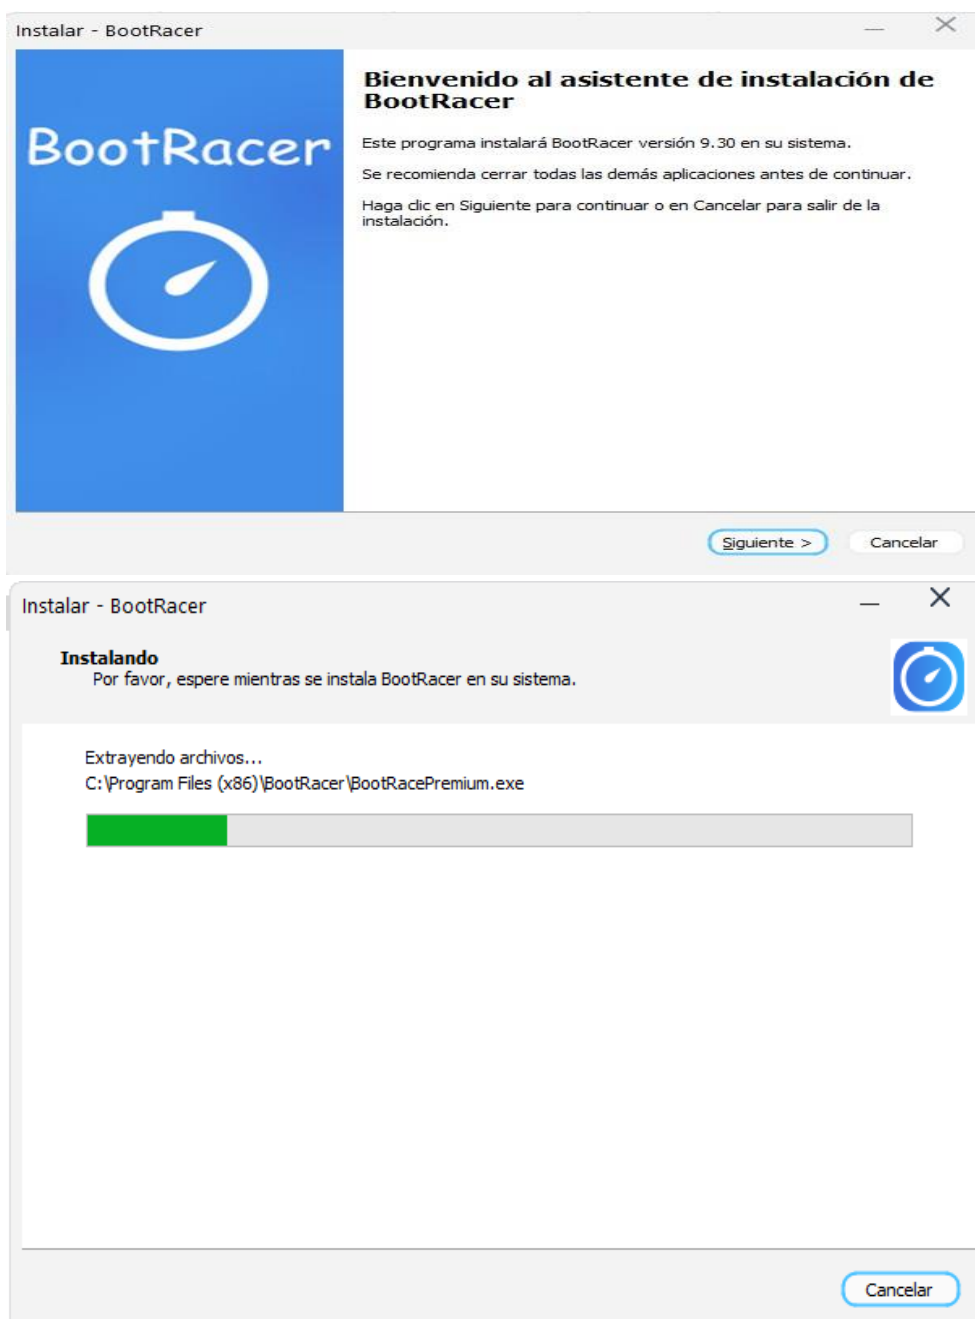 Instalar - BootRacer
BootRacer
Bienvenido al asistente de instalación de
BootRacer
Este programa instalará BootRacer versión 9.30 en su sistema.
Se recomienda cerrar todas las demás aplicaciones antes de continuar.
Haga clic en Siguiente para continuar o en Cancelar para salir de la
instalación.
Siguiente >
Cancelar
Instalar - BootRacer
Instalando
Por favor, espere mientras se instala BootRacer en su sistema.
Extrayendo archivos...
C:\Program Files (x86)\BootRacer\BootRacePremium.exe
Cancelar